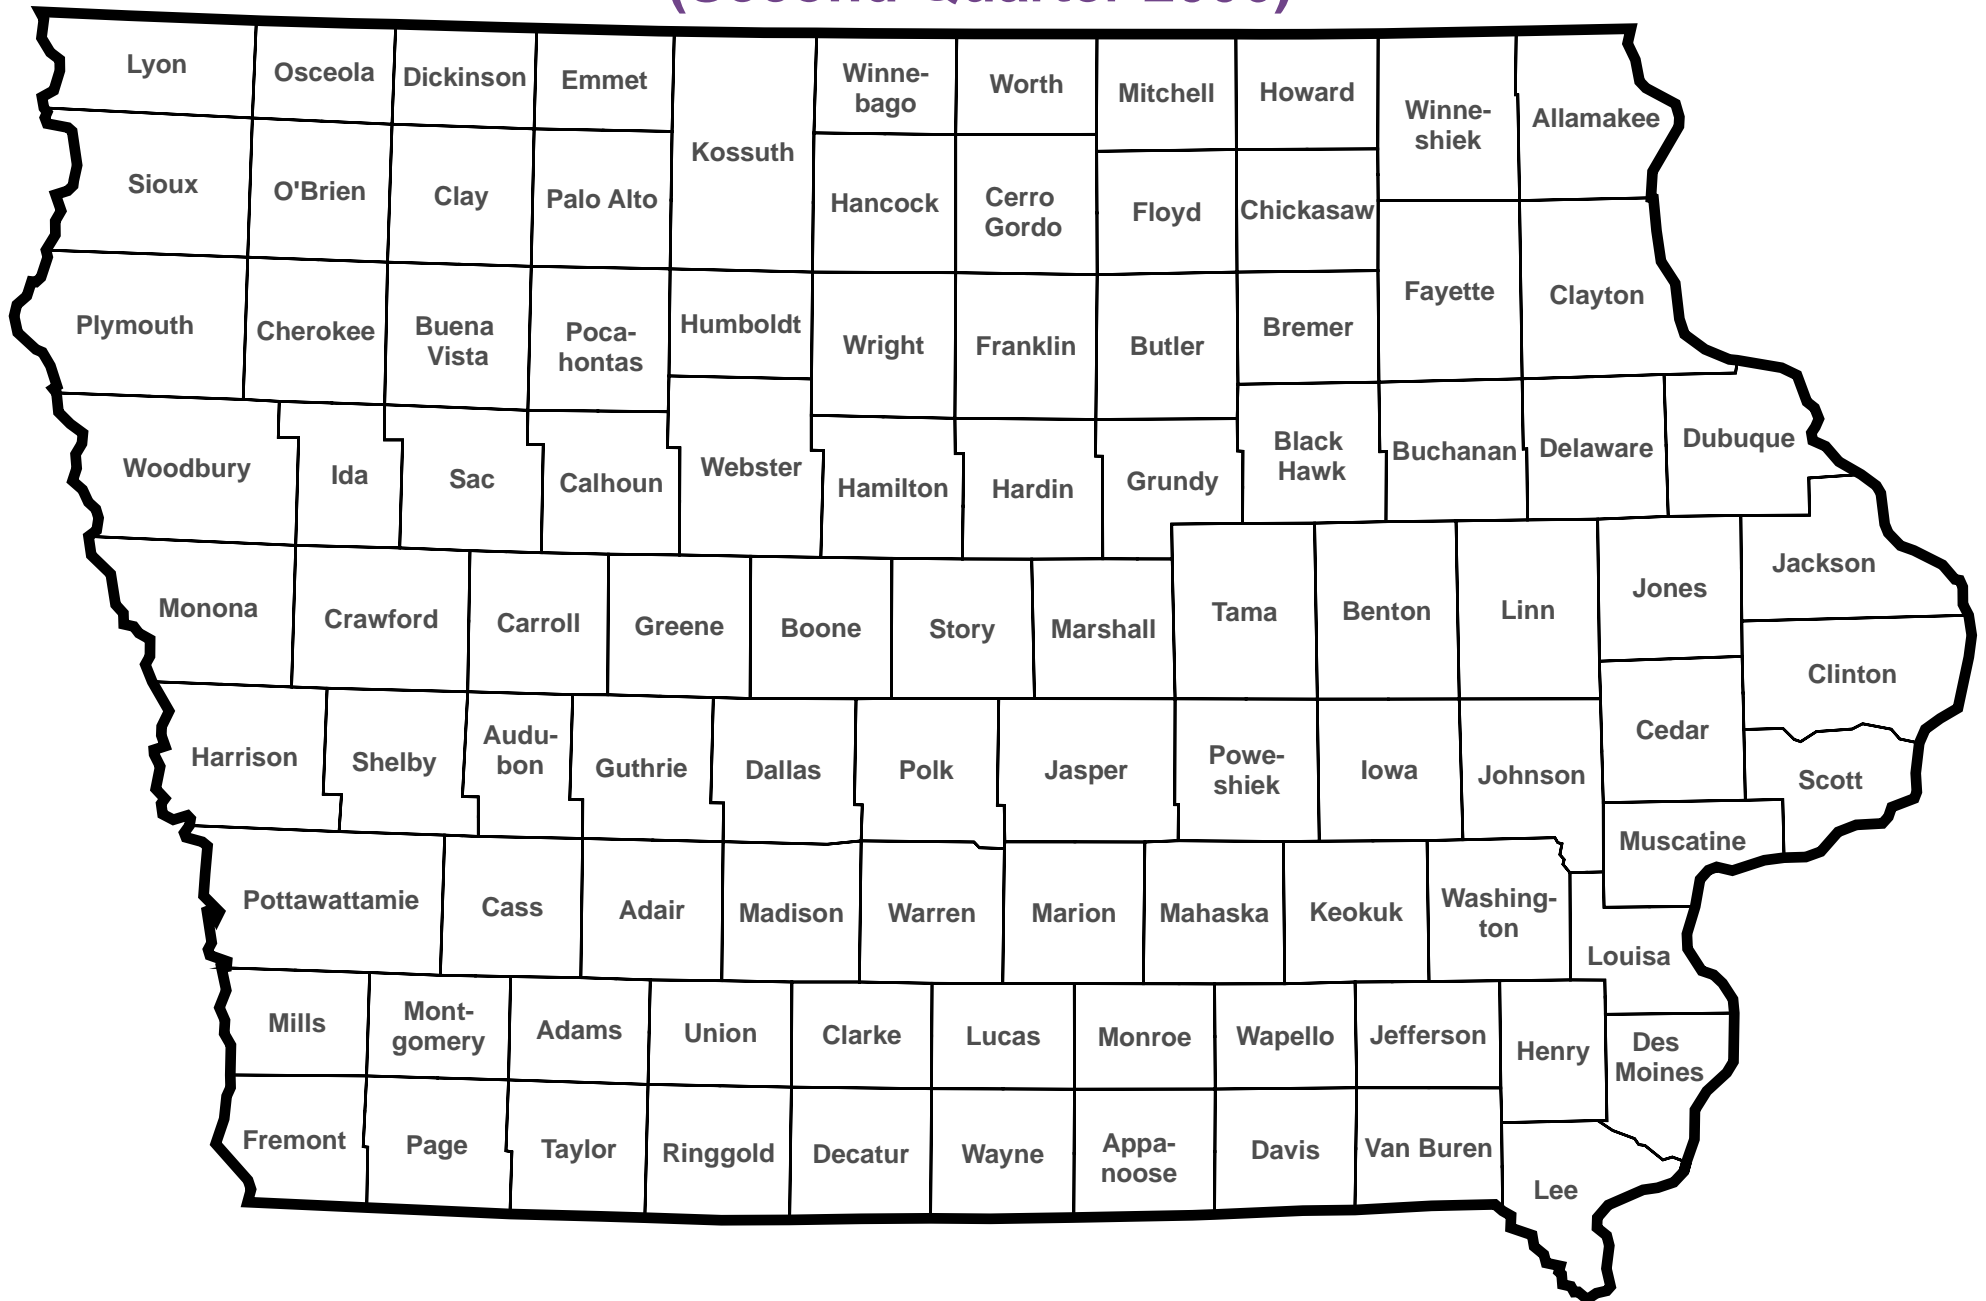 (Second Quarter
Lyon
Osceola
Dickinson
Emmet
Kossuth
Winne-
bago
Worth
Mitchell
Howard
Winne-
shiek
Allamakee
Sioux
O'Brien
Clay
Palo Alto
Hancock
Cerro
Gordo
Floyd
Chickasaw
Plymouth
Cherokee
Buena
Vista
Poca-
hontas
Humboldt
Wright
Franklin
Butler
Bremer
Fayette
Clayton
Woodbury
Ida
Sac
Calhoun
Webster
Hamilton
Hardin
Grundy
Black
Hawk
Buchanan
Delaware
Dubuque
Monona
Crawford
Carroll
Greene
Boone
Story
Marshall
Tama
Benton
Linn
Jones
Jackson
Clinton
Harrison
Shelby
Audu-
bon
Guthrie
Dallas
Polk
Jasper
Powe-
shiek
Iowa
Johnson
Cedar
Scott
Muscatine
Pottawattamie
Cass
Adair
Madison
Warren
Marion
Mahaska
Keokuk
Washing-
ton
Louisa
Mills
Mont-
gomery
Adams
Union
Clarke
Lucas
Monroe
Wapello
Jefferson
Henry
Des
Moines
Fremont
Page
Taylor
Ringgold
Decatur
Wayne
Appa-
noose
Davis
Van Buren
Lee